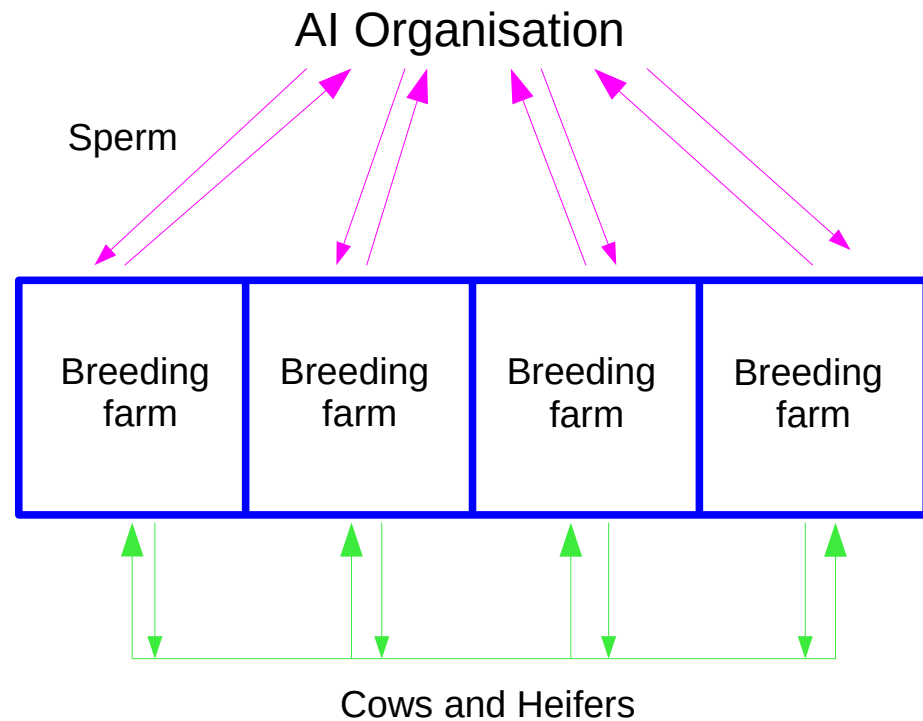 AI Organisation
Sperm
Breeding
farm
Breeding
farm
Breeding
farm
Breeding
farm
Cows and Heifers